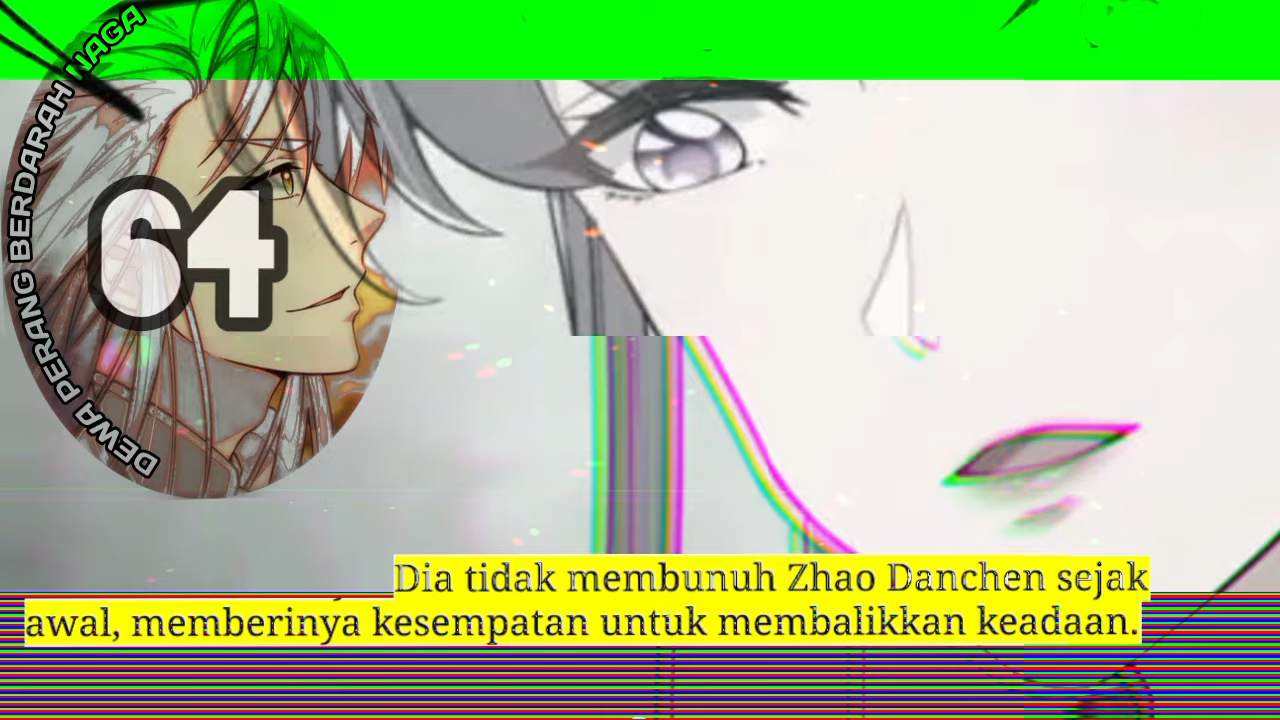 DEWA PERANG BERDARAH NAGA
64
Dia tidak membunuh Zhao Danchen sejak
awal, memberinya kesempatan untuk membalikkan keadaan.